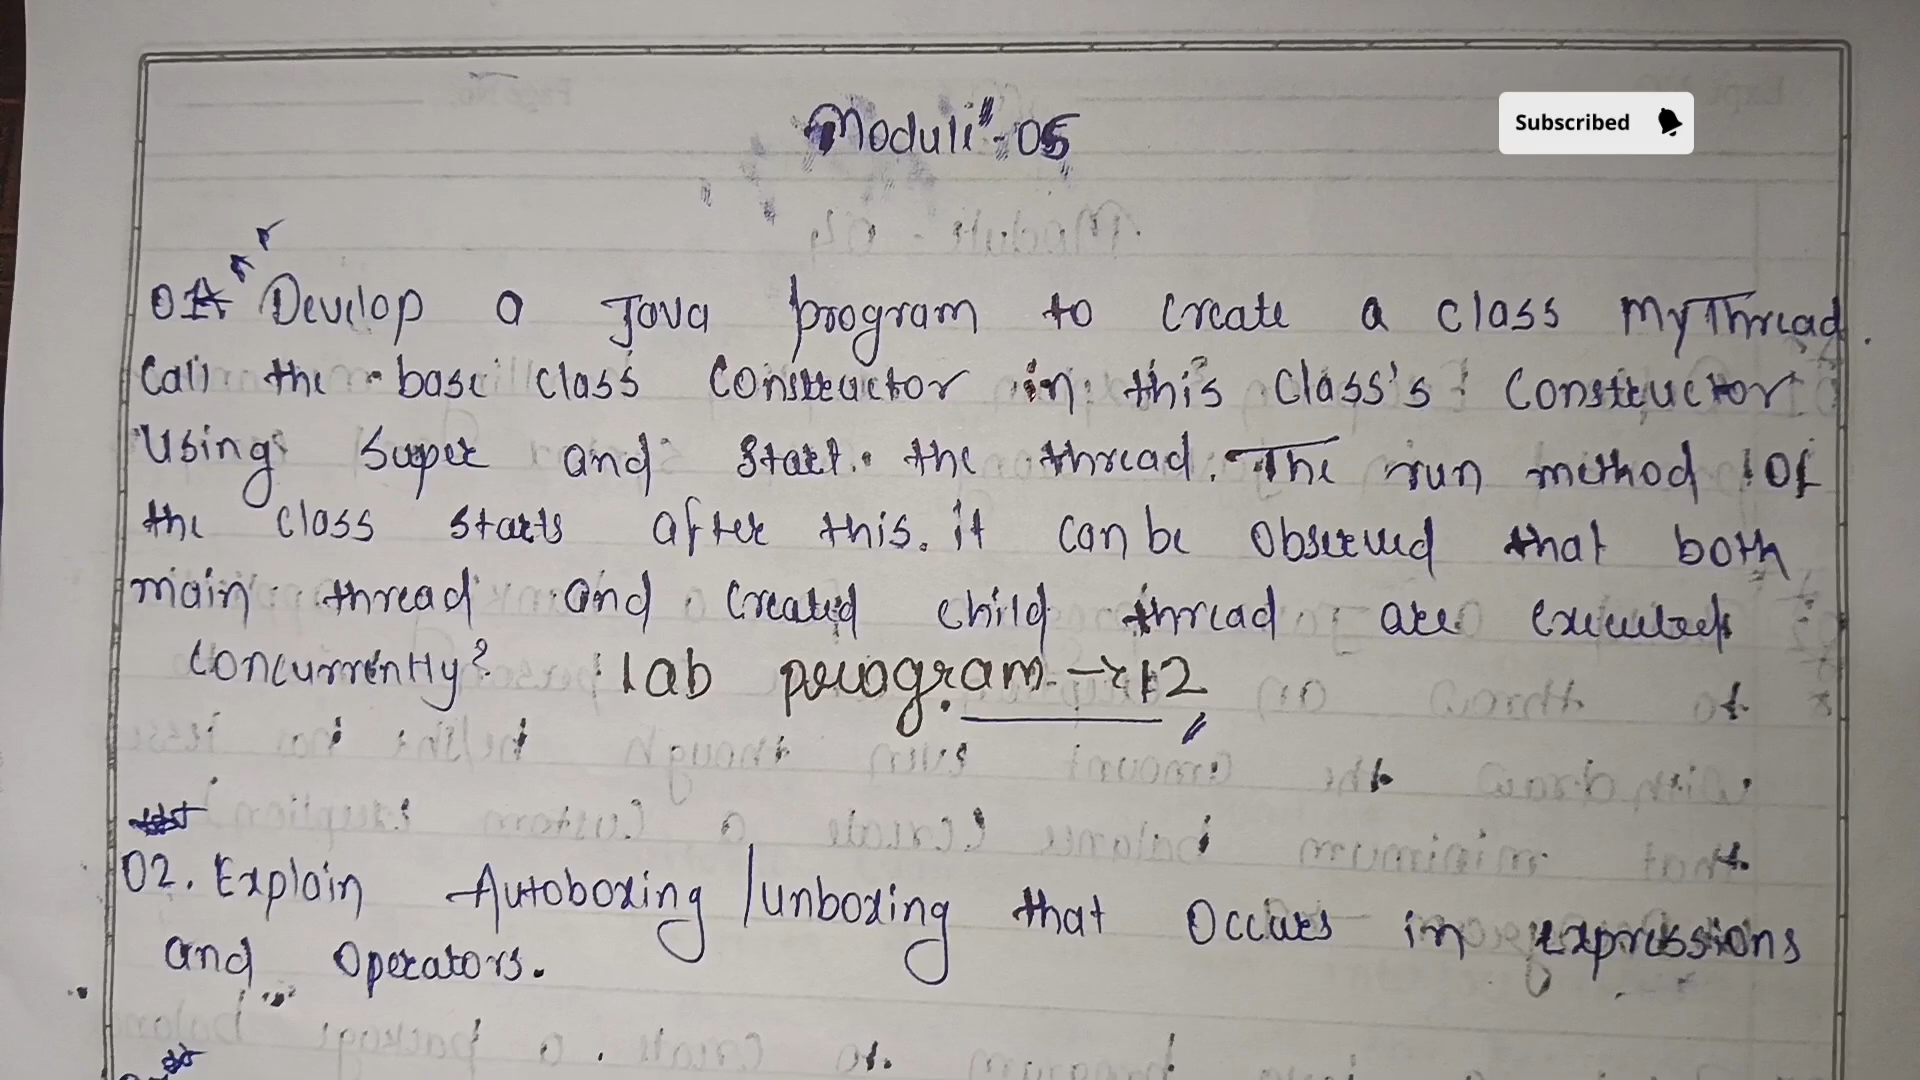 Module - 05
Subscribed
01. Develop a Java program to create a class MyThread.
Call the base class constructor in this class's constructor
using super and start the thread. The run method of
the class starts after this. it can be observed that both
main thread and created child thread are executed
concurrently?
lab program → 12
02. Explain Autoboxing/unboxing that occurs in expressions
and operators.